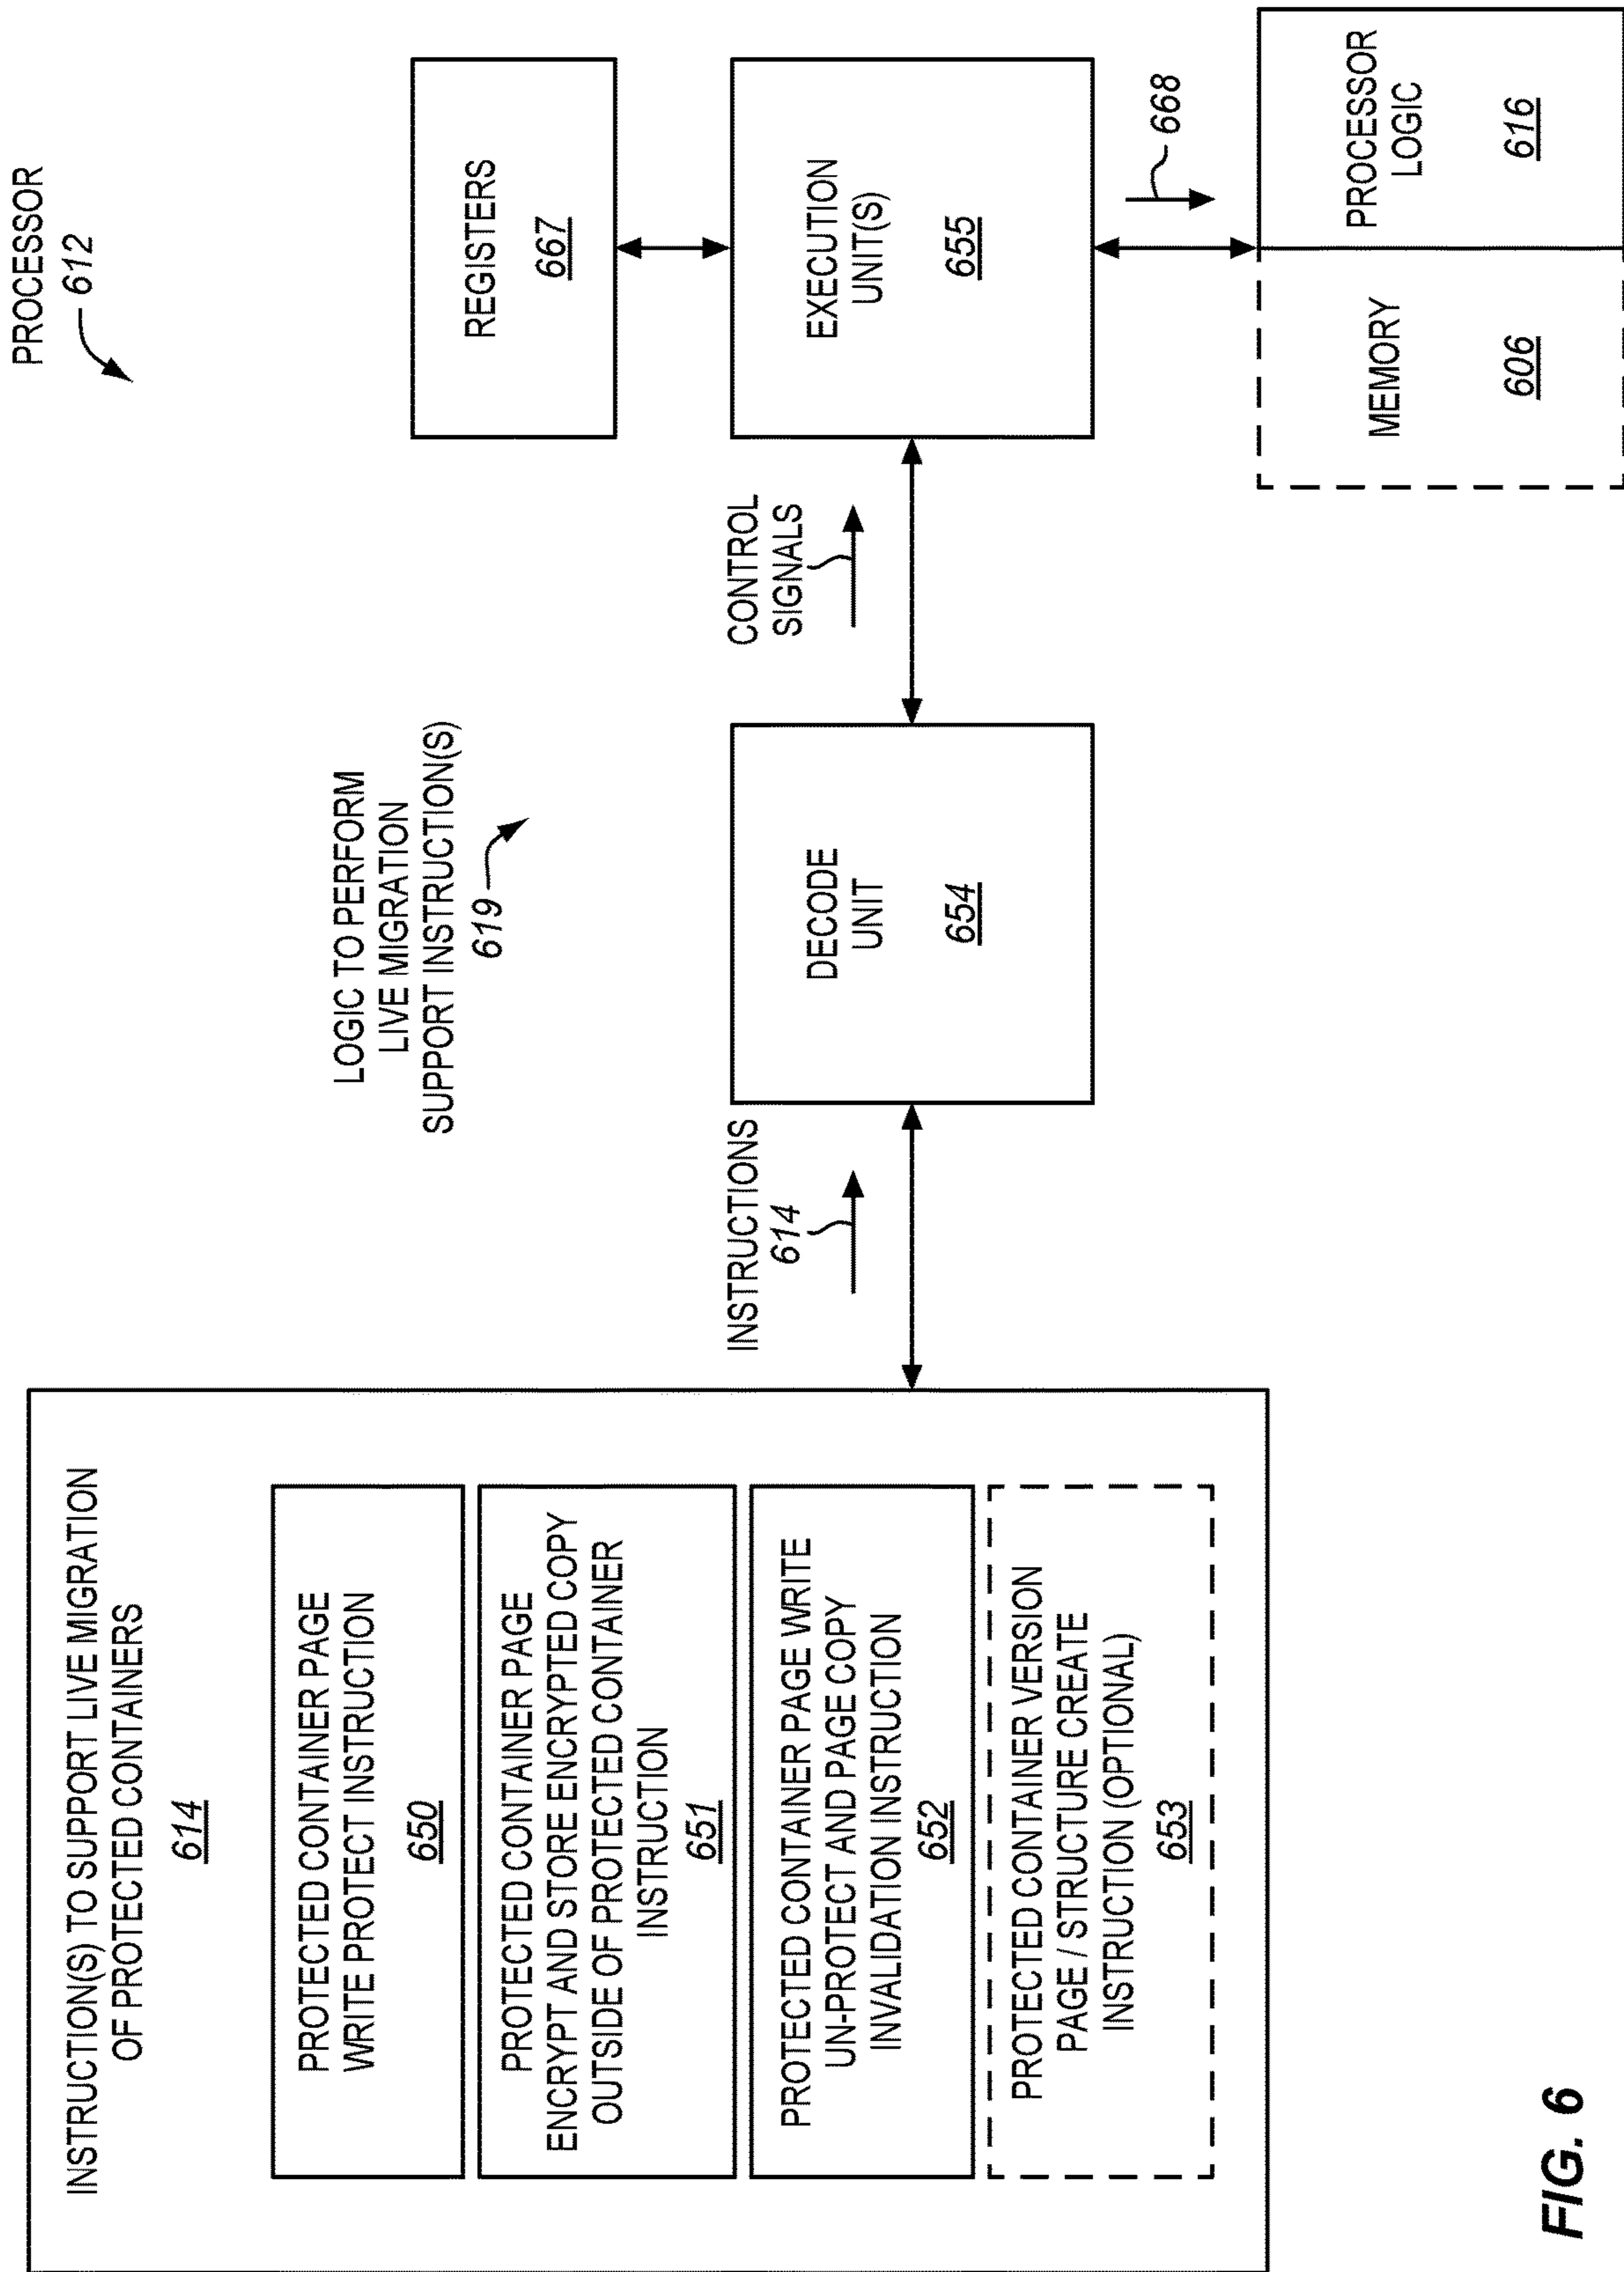 PROCESSOR
612
INSTRUCTION(S) TO SUPPORT LIVE MIGRATION
OF PROTECTED CONTAINERS
614
PROTECTED CONTAINER PAGE
WRITE PROTECT INSTRUCTION
650
PROTECTED CONTAINER PAGE
ENCRYPT AND STORE ENCRYPTED COPY
OUTSIDE OF PROTECTED CONTAINER
INSTRUCTION
651
PROTECTED CONTAINER PAGE WRITE
UN-PROTECT AND PAGE COPY
INVALIDATION INSTRUCTION
652
PROTECTED CONTAINER VERSION
PAGE / STRUCTURE CREATE
INSTRUCTION (OPTIONAL)
653
INSTRUCTIONS
614
LOGIC TO PERFORM
LIVE MIGRATION
SUPPORT INSTRUCTION(S)
619
DECODE
UNIT
654
CONTROL
SIGNALS
REGISTERS
667
EXECUTION
UNIT(S)
655
668
MEMORY
606
PROCESSOR
LOGIC
616
FIG. 6